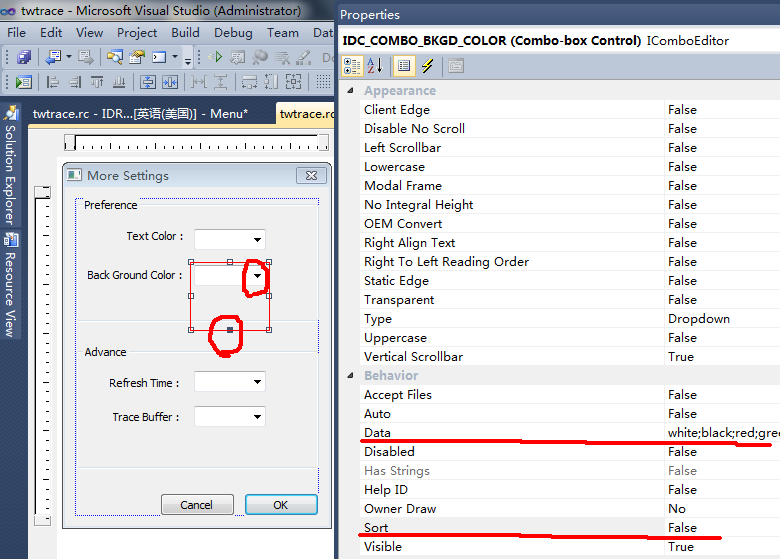 twtrace - Microsoft Visual Studio (Administrator)
File Edit View Project Build Debug Team Dat
More
Solution Explorer
Resource View
twtrace.rc - IDR...[英语(美国)] - Menu*
twtrace.rc
More Settings
Preference
Text Color :
Back Ground Color :
Advance
Refresh Time :
Trace Buffer :
Cancel OK
Properties
IDC_COMBO_BKGD_COLOR (Combo-box Control) IComboEditor
Appearance
Client Edge False
Disable No Scroll False
Left Scrollbar False
Lowercase False
Modal Frame False
No Integral Height False
OEM Convert False
Right Align Text False
Right To Left Reading Order False
Static Edge False
Transparent False
Type Dropdown
Uppercase False
Vertical Scrollbar True
Behavior
Accept Files False
Auto False
Data white;black;red;gree
Disabled False
Has Strings False
Help ID False
Owner Draw No
Sort False
Visible True